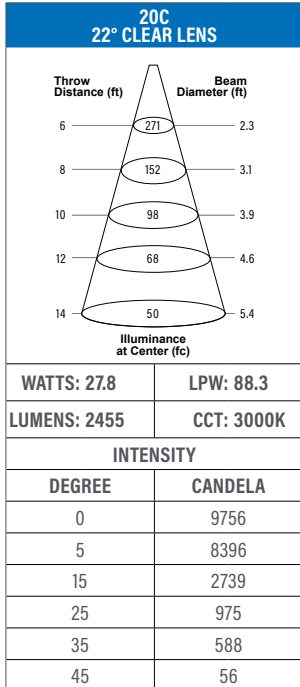 20C
22° CLEAR LENS
Throw Beam
Distance (ft) Diameter (ft)
6 271 2.3
8 152 3.1
10 98 3.9
12 68 4.6
14 50 5.4
Illuminance
at Center (fc)
WATTS: 27.8 LPW: 88.3
LUMENS: 2455 CCT: 3000K
INTENSITY
DEGREE CANDELA
0 9756
5 8396
15 2739
25 975
35 588
45 56